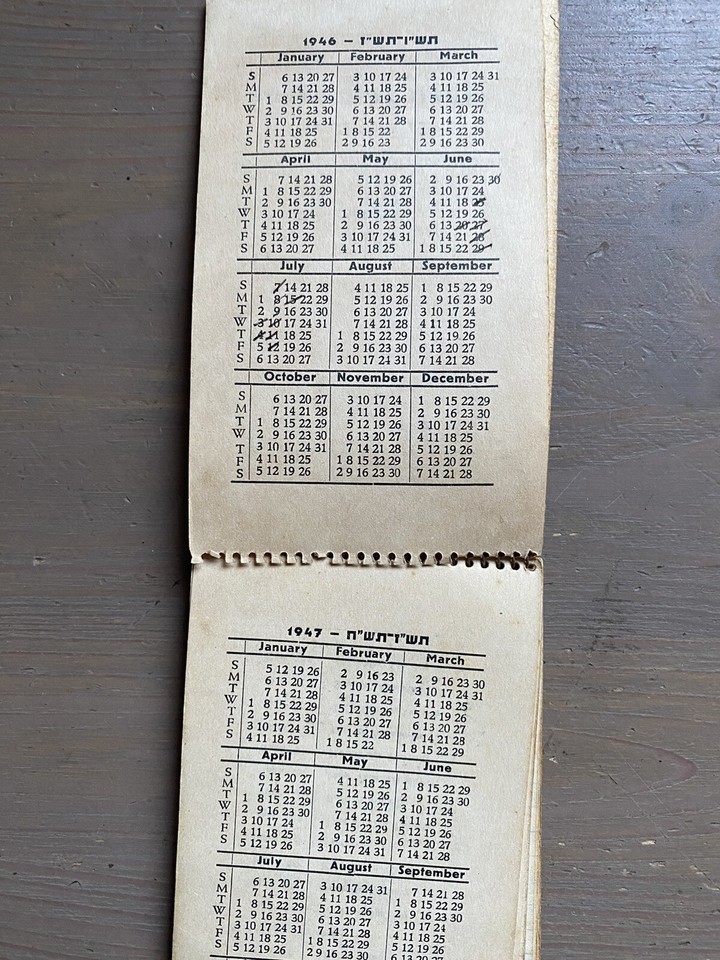 1946 – תש"ו-תש"ז
January February March
S 6 13 20 27 3 10 17 24 3 10 17 24 31
M 7 14 21 28 4 11 18 25 4 11 18 25
T 1 8 15 22 29 5 12 19 26 5 12 19 26
W 2 9 16 23 30 6 13 20 27 6 13 20 27
T 3 10 17 24 31 7 14 21 28 7 14 21 28
F 4 11 18 25 1 8 15 22 1 8 15 22 29
S 5 12 19 26 2 9 16 23 2 9 16 23 30
April May June
S 7 14 21 28 5 12 19 26 2 9 16 23 30
M 1 8 15 22 29 6 13 20 27 3 10 17 24
T 2 9 16 23 30 7 14 21 28 4 11 18 25
W 3 10 17 24 1 8 15 22 29 5 12 19 26
T 4 11 18 25 2 9 16 23 30 6 13 20 27
F 5 12 19 26 3 10 17 24 31 7 14 21 28
S 6 13 20 27 4 11 18 25 1 8 15 22 29
July August September
S 7 14 21 28 4 11 18 25 1 8 15 22 29
M 1 8 15 22 29 5 12 19 26 2 9 16 23 30
T 2 9 16 23 30 6 13 20 27 3 10 17 24
W 3 10 17 24 31 7 14 21 28 4 11 18 25
T 4 11 18 25 1 8 15 22 29 5 12 19 26
F 5 12 19 26 2 9 16 23 30 6 13 20 27
S 6 13 20 27 3 10 17 24 31 7 14 21 28
October November December
S 6 13 20 27 3 10 17 24 1 8 15 22 29
M 7 14 21 28 4 11 18 25 2 9 16 23 30
T 1 8 15 22 29 5 12 19 26 3 10 17 24 31
W 2 9 16 23 30 6 13 20 27 4 11 18 25
T 3 10 17 24 31 7 14 21 28 5 12 19 26
F 4 11 18 25 1 8 15 22 29 6 13 20 27
S 5 12 19 26 2 9 16 23 30 7 14 21 28
1947 – תש"ז-תש"ח
January February March
S 5 12 19 26 2 9 16 23 2 9 16 23 30
M 6 13 20 27 3 10 17 24 3 10 17 24 31
T 7 14 21 28 4 11 18 25 4 11 18 25
W 1 8 15 22 29 5 12 19 26 5 12 19 26
T 2 9 16 23 30 6 13 20 27 6 13 20 27
F 3 10 17 24 31 7 14 21 28 7 14 21 28
S 4 11 18 25 1 8 15 22 1 8 15 22 29
April May June
S 6 13 20 27 4 11 18 25 1 8 15 22 29
M 7 14 21 28 5 12 19 26 2 9 16 23 30
T 1 8 15 22 29 6 13 20 27 3 10 17 24
W 2 9 16 23 30 7 14 21 28 4 11 18 25
T 3 10 17 24 1 8 15 22 29 5 12 19 26
F 4 11 18 25 2 9 16 23 30 6 13 20 27
S 5 12 19 26 3 10 17 24 31 7 14 21 28
July August September
S 6 13 20 27 3 10 17 24 31 7 14 21 28
M 7 14 21 28 4 11 18 25 1 8 15 22 29
T 1 8 15 22 29 5 12 19 26 2 9 16 23 30
W 2 9 16 23 30 6 13 20 27 3 10 17 24
T 3 10 17 24 31 7 14 21 28 4 11 18 25
F 4 11 18 25 1 8 15 22 29 5 12 19 26
S 5 12 19 26 2 9 16 23 30 6 13 20 27